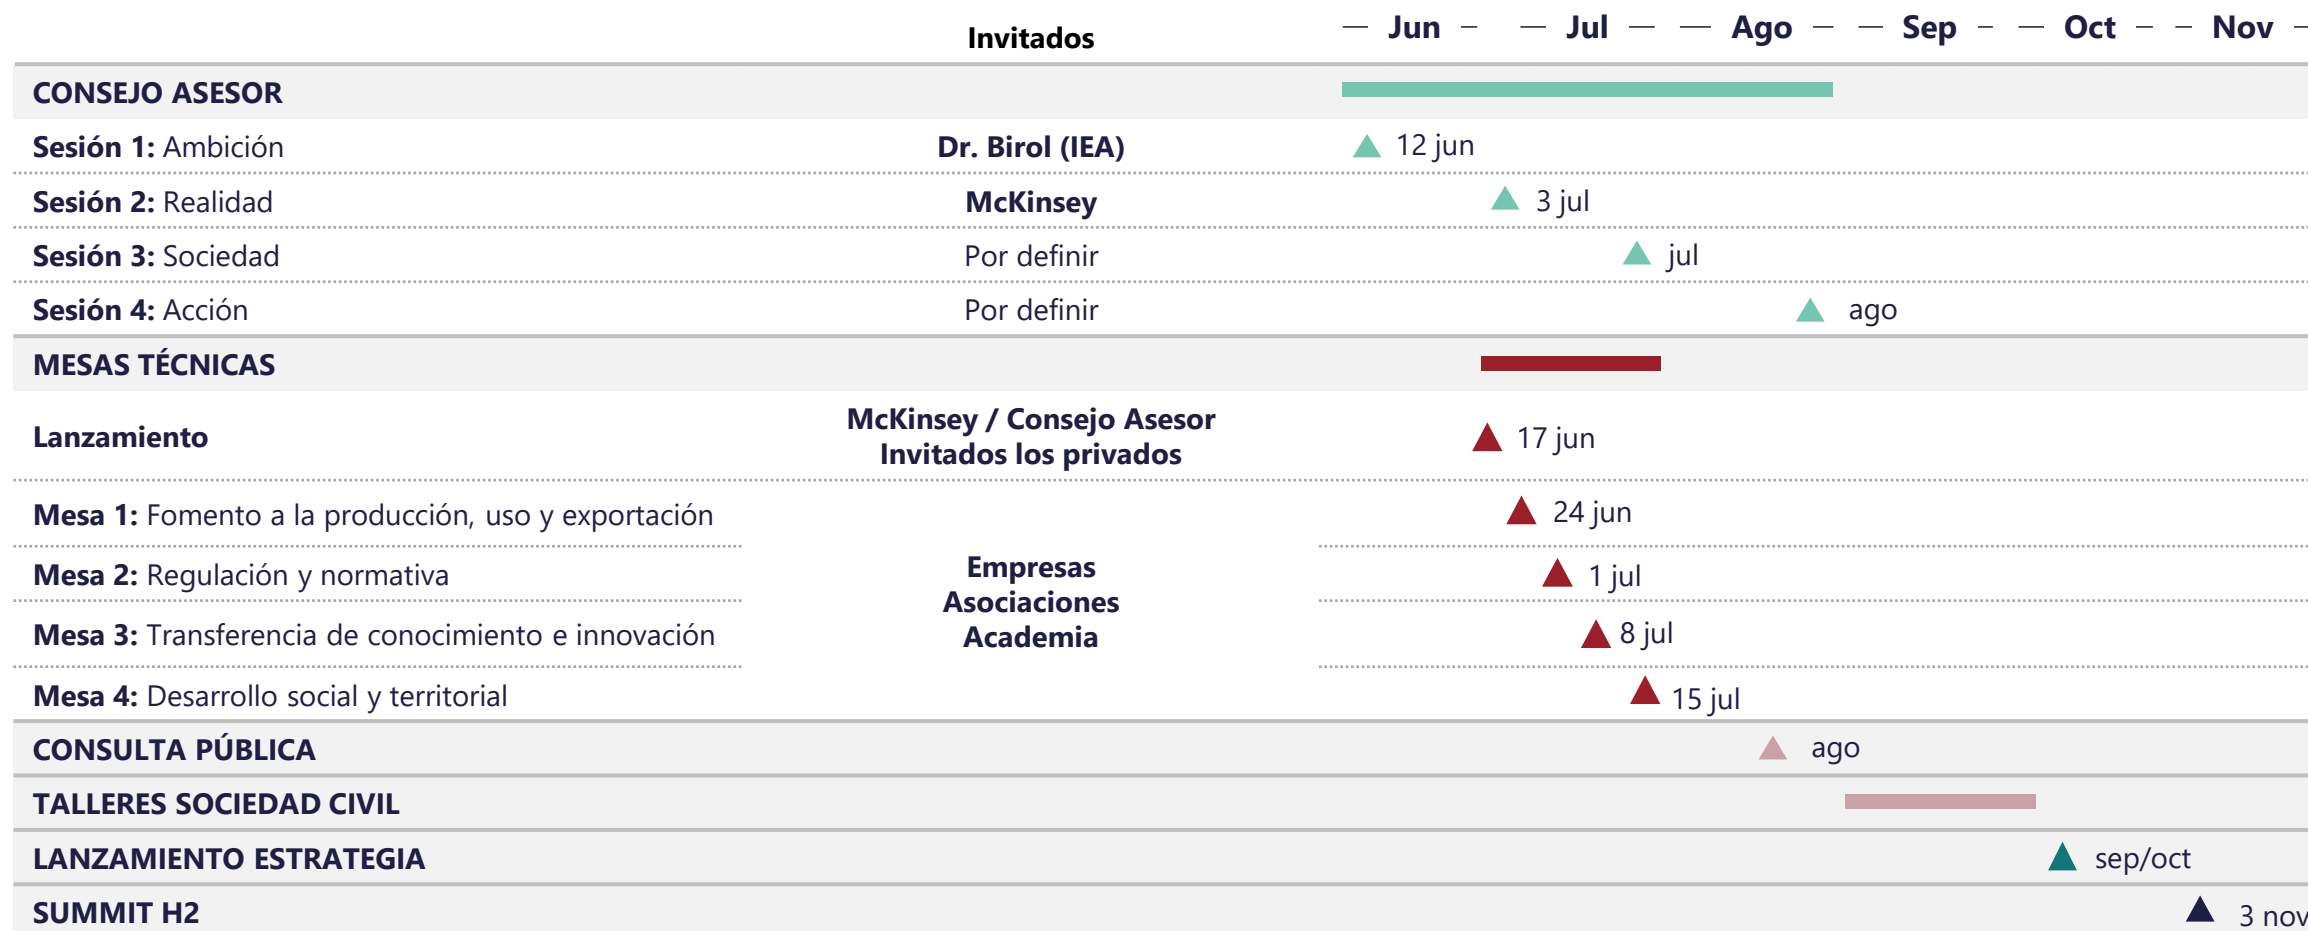 Invitados
Jun
Jul
Ago
Sep
Oct
Nov
CONSEJO ASESOR
Sesión 1: Ambición
Dr. Birol (IEA)
12 jun
Sesión 2: Realidad
McKinsey
3 jul
Sesión 3: Sociedad
Por definir
jul
Sesión 4: Acción
Por definir
ago
MESAS TÉCNICAS
Lanzamiento
McKinsey / Consejo Asesor
Invitados los privados
17 jun
Mesa 1: Fomento a la producción, uso y exportación
24 jun
Mesa 2: Regulación y normativa
1 jul
Mesa 3: Transferencia de conocimiento e innovación
8 jul
Mesa 4: Desarrollo social y territorial
15 jul
Empresas
Asociaciones
Academia
CONSULTA PÚBLICA
ago
TALLERES SOCIEDAD CIVIL
LANZAMIENTO ESTRATEGIA
sep/oct
SUMMIT H2
3 nov